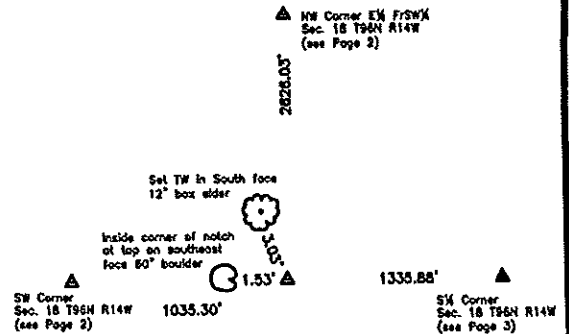 NW Corner E½ FrSW¼
Sec. 18 T96N R14W
(see Page 2)
2626.03'
Set TW in South face
12" box elder
Inside corner of notch
at top on southeast
face 60" boulder
5.03'
1.53'
1335.88'
SW Corner
Sec. 18 T96N R14W
(see Page 2)
1035.30'
S¼ Corner
Sec. 18 T96N R14W
(see Page 3)